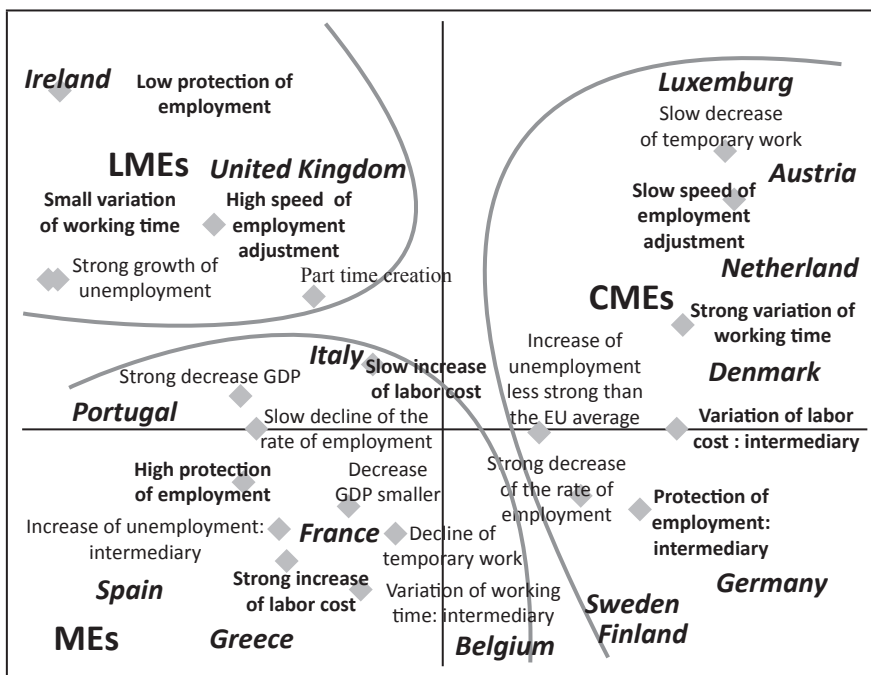 Ireland
Low protection of
employment
LMEs
United Kingdom
Small variation
of working time
High speed of
employment
adjustment
Strong growth of
unemployment
Part time creation
Luxemburg
Slow decrease
of temporary work
Austria
Slow speed of
employment
adjustment
Netherland
CMEs
Strong variation of
working time
Increase of
unemployment
less strong than
the EU average
Denmark
Variation of labor
cost : intermediary
Italy
Slow increase
of labor cost
Strong decrease GDP
Portugal
Slow decline of the
rate of employment
High protection
of employment
Decrease
GDP smaller
Increase of unemployment:
intermediary
France
Decline of
temporary work
Spain
Strong increase
of labor cost
Variation of working
time: intermediary
MEs
Greece
Belgium
Strong decrease
of the rate of
employment
Protection of
employment:
intermediary
Germany
Sweden
Finland